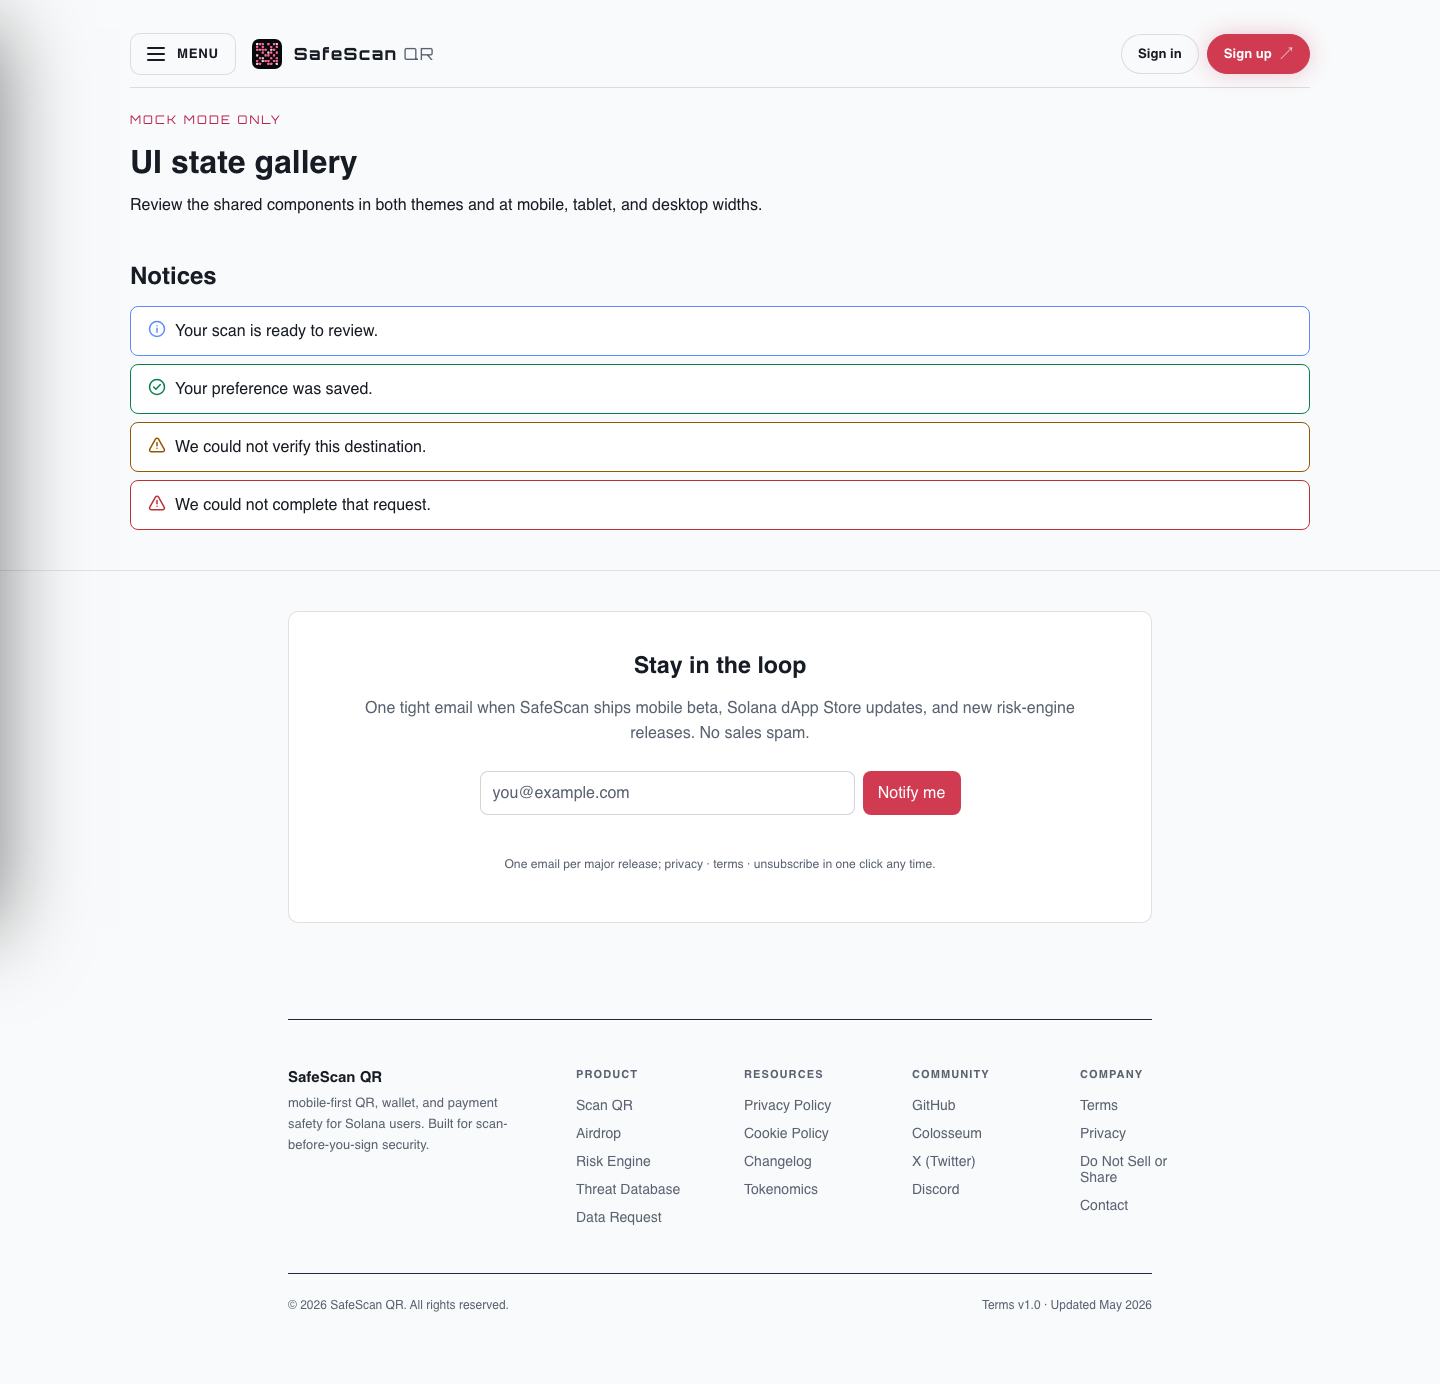 MENU
SafeScan QR
Sign in
Sign up
MOCK MODE ONLY
UI state gallery
Review the shared components in both themes and at mobile, tablet, and desktop widths.
Notices
Your scan is ready to review.
Your preference was saved.
We could not verify this destination.
We could not complete that request.
Stay in the loop
One tight email when SafeScan ships mobile beta, Solana dApp Store updates, and new risk-engine
releases. No sales spam.
you@example.com
Notify me
One email per major release; privacy · terms · unsubscribe in one click any time.
SafeScan QR
mobile-first QR, wallet, and payment
safety for Solana users. Built for scan-
before-you-sign security.
PRODUCT
Scan QR
Airdrop
Risk Engine
Threat Database
Data Request
RESOURCES
Privacy Policy
Cookie Policy
Changelog
Tokenomics
COMMUNITY
GitHub
Colosseum
X (Twitter)
Discord
COMPANY
Terms
Privacy
Do Not Sell or
Share
Contact
© 2026 SafeScan QR. All rights reserved.
Terms v1.0 · Updated May 2026